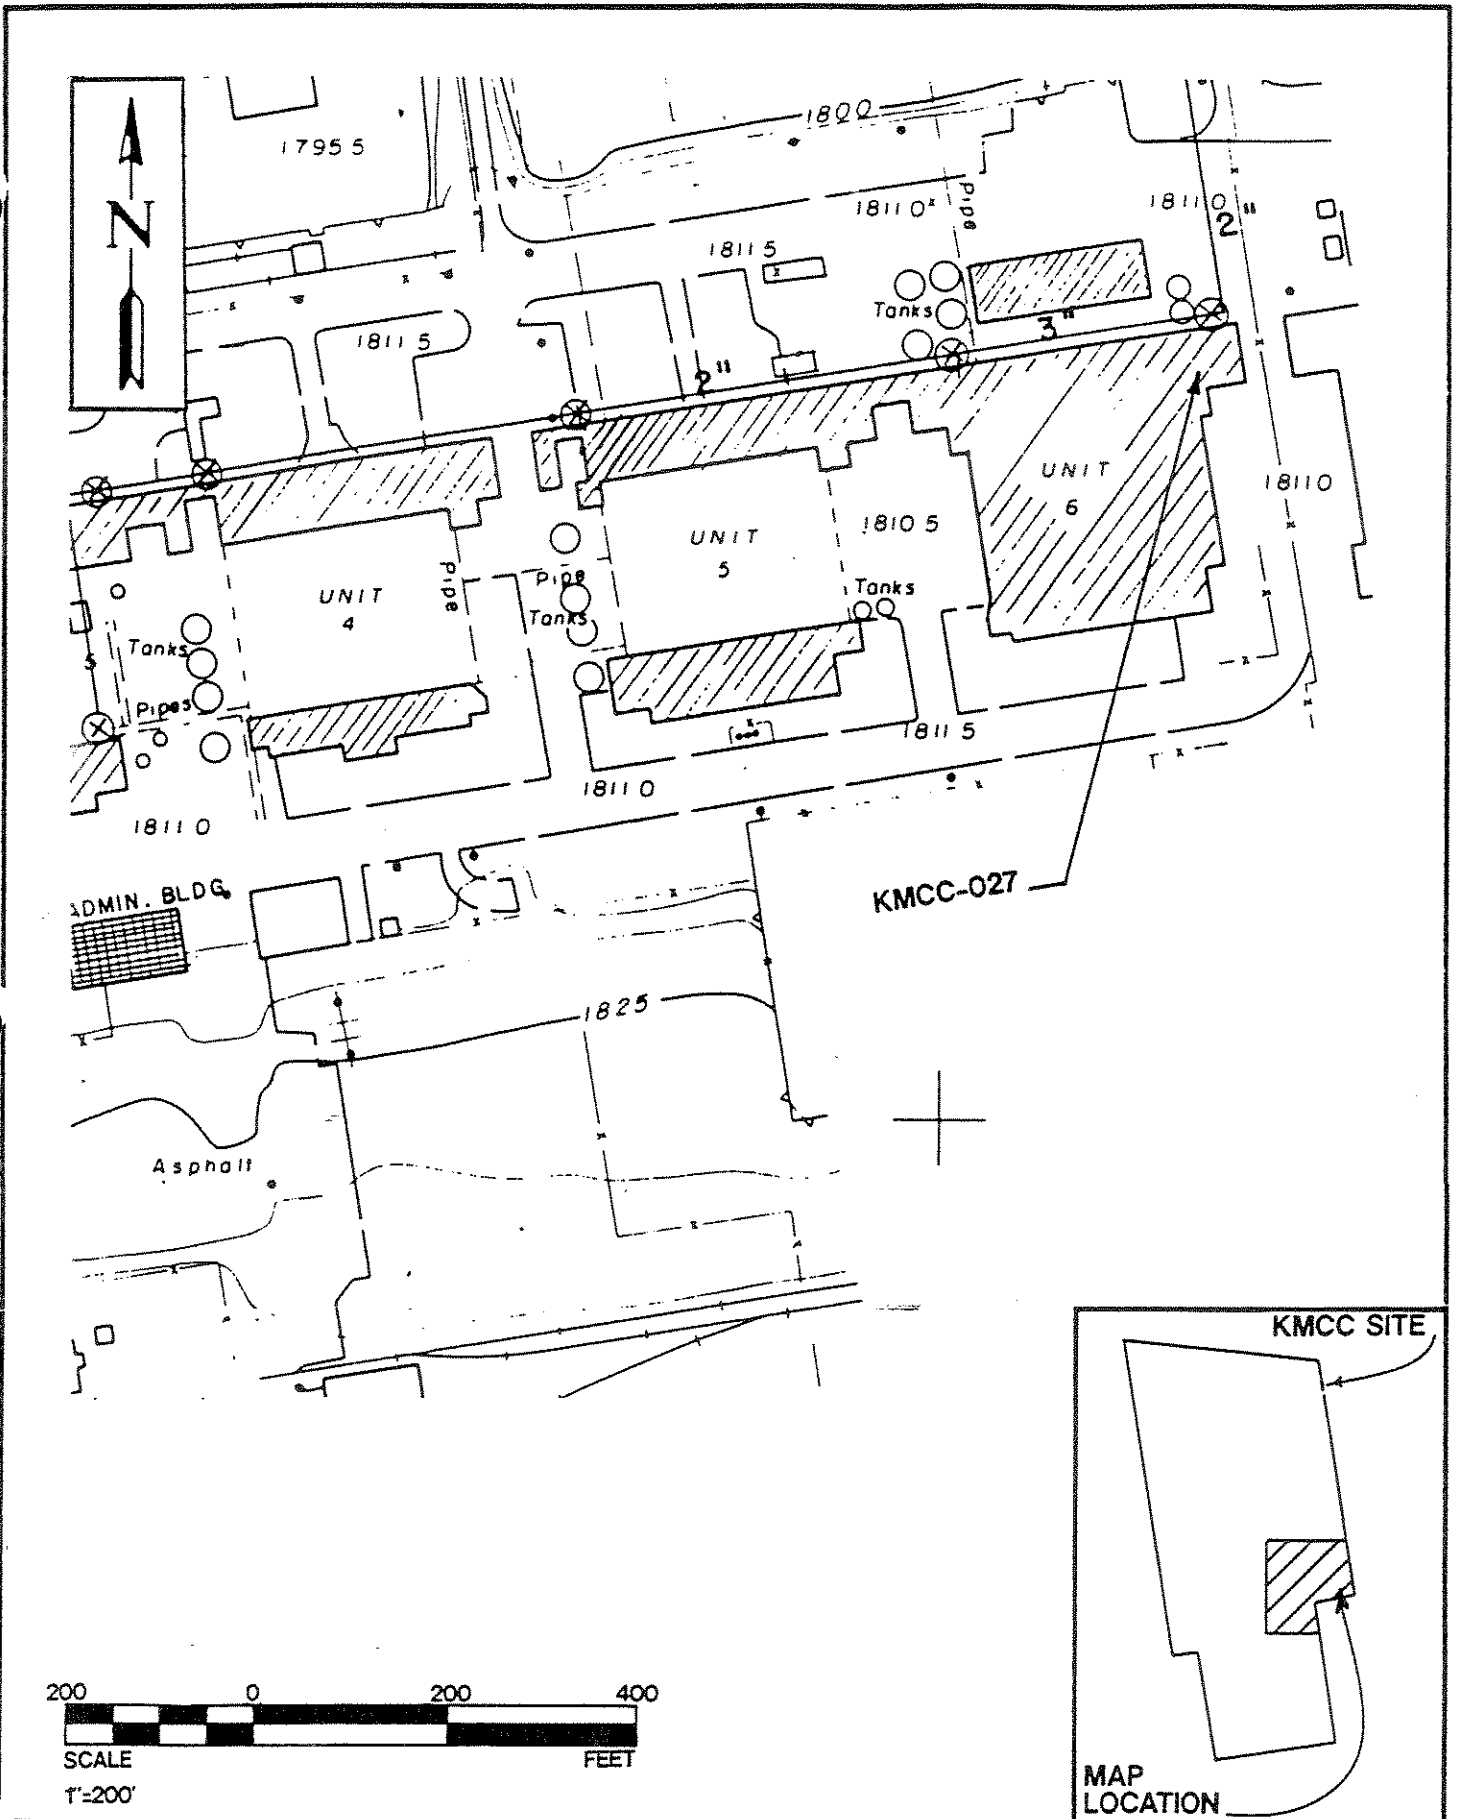 N
1795 5
1800
1811 0
Pipe
1811 0
2"
1811 5
Tanks
1811 5
3"
2"
UNIT
6
1811 0
UNIT
5
1810 5
Pipe
Pipe
Tanks
UNIT
4
Tanks
Tanks
Pipes
1811 5
1811 0
1811 0
ADMIN. BLDG.
KMCC-027
1825
Asphalt
KMCC SITE
200 0 200 400
SCALE FEET
1"=200'
MAP
LOCATION